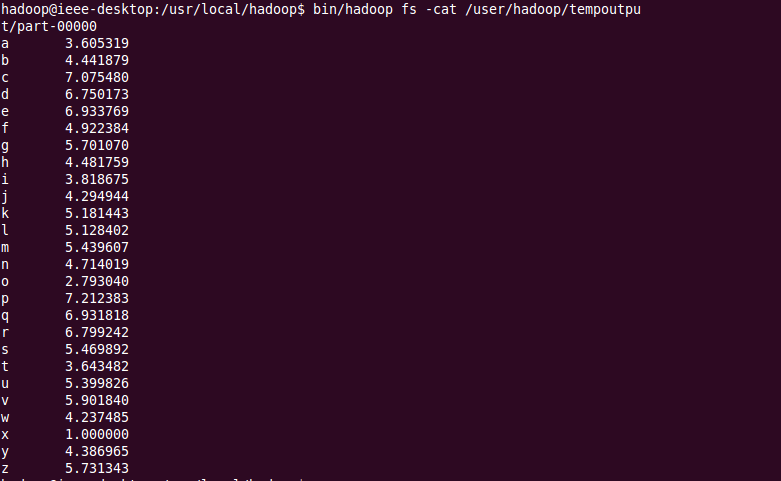 hadoop@ieee-desktop:/usr/local/hadoop$ bin/hadoop fs -cat /user/hadoop/tempoutpu
t/part-00000
a 3.605319
b 4.441879
c 7.075480
d 6.750173
e 6.933769
f 4.922384
g 5.701070
h 4.481759
i 3.818675
j 4.294944
k 5.181443
l 5.128402
m 5.439607
n 4.714019
o 2.793040
p 7.212383
q 6.931818
r 6.799242
s 5.469892
t 3.643482
u 5.399826
v 5.901840
w 4.237485
x 1.000000
y 4.386965
z 5.731343